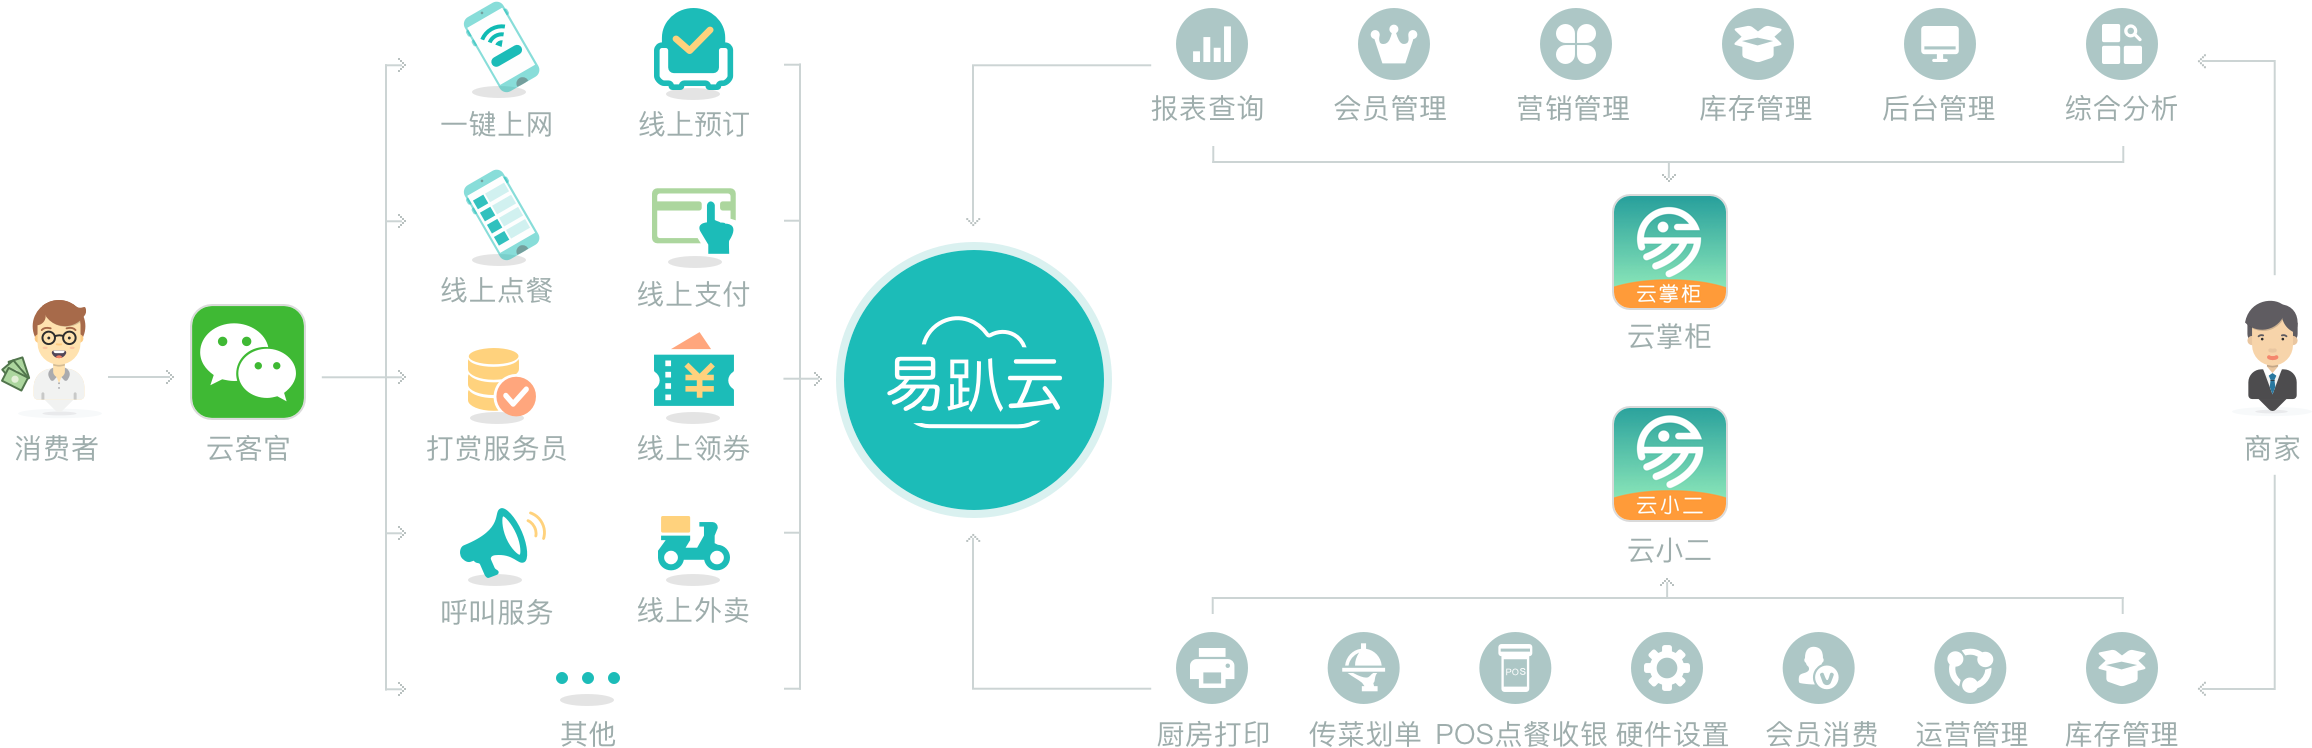 消费者
云客官
一键上网
线上预订
线上点餐
线上支付
打赏服务员
¥
线上领券
呼叫服务
线上外卖
其他
易趴云
报表查询
会员管理
营销管理
库存管理
后台管理
综合分析
云掌柜
云掌柜
云小二
云小二
厨房打印
传菜划单
POS
POS点餐收银
硬件设置
会员消费
运营管理
库存管理
商家